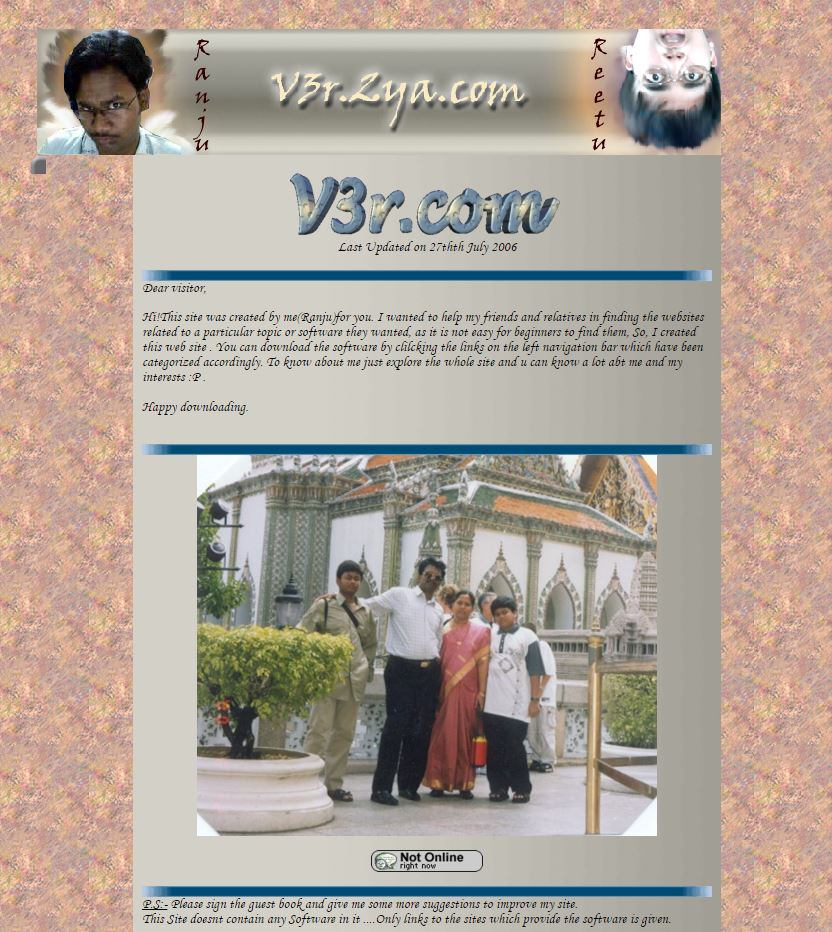 Ranju
V3r.2ya.com
Reetu
V3r.com
Last Updated on 27thth July 2006
Dear visitor,
Hi!This site was created by me(Ranju)for you. I wanted to help my friends and relatives in finding the websites
related to a particular topic or software they wanted, as it is not easy for beginners to find them, So, I created
this web site . You can download the software by clilcking the links on the left navigation bar which have been
categorized accordingly. To know about me just explore the whole site and u can know a lot abt me and my
interests :P .
Happy downloading.
Not Online
right now
P.S:- Please sign the guest book and give me some more suggestions to improve my site.
This Site doesnt contain any Software in it ....Only links to the sites which provide the software is given.